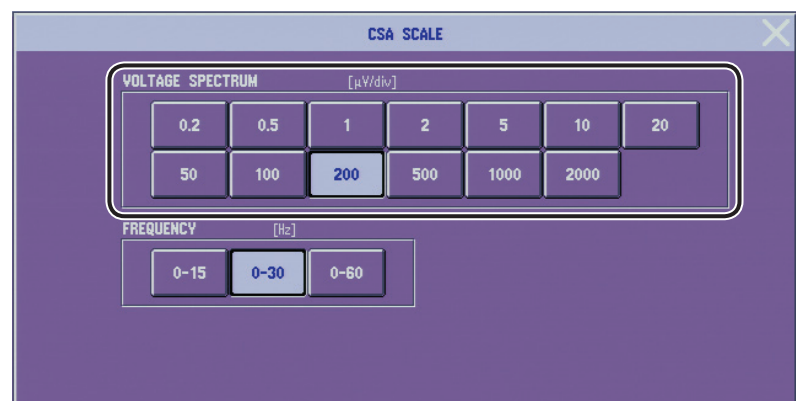 CSA SCALE
VOLTAGE SPECTRUM [µV/div]
0.2 0.5 1 2 5 10 20
50 100 200 500 1000 2000
FREQUENCY [Hz]
0-15 0-30 0-60